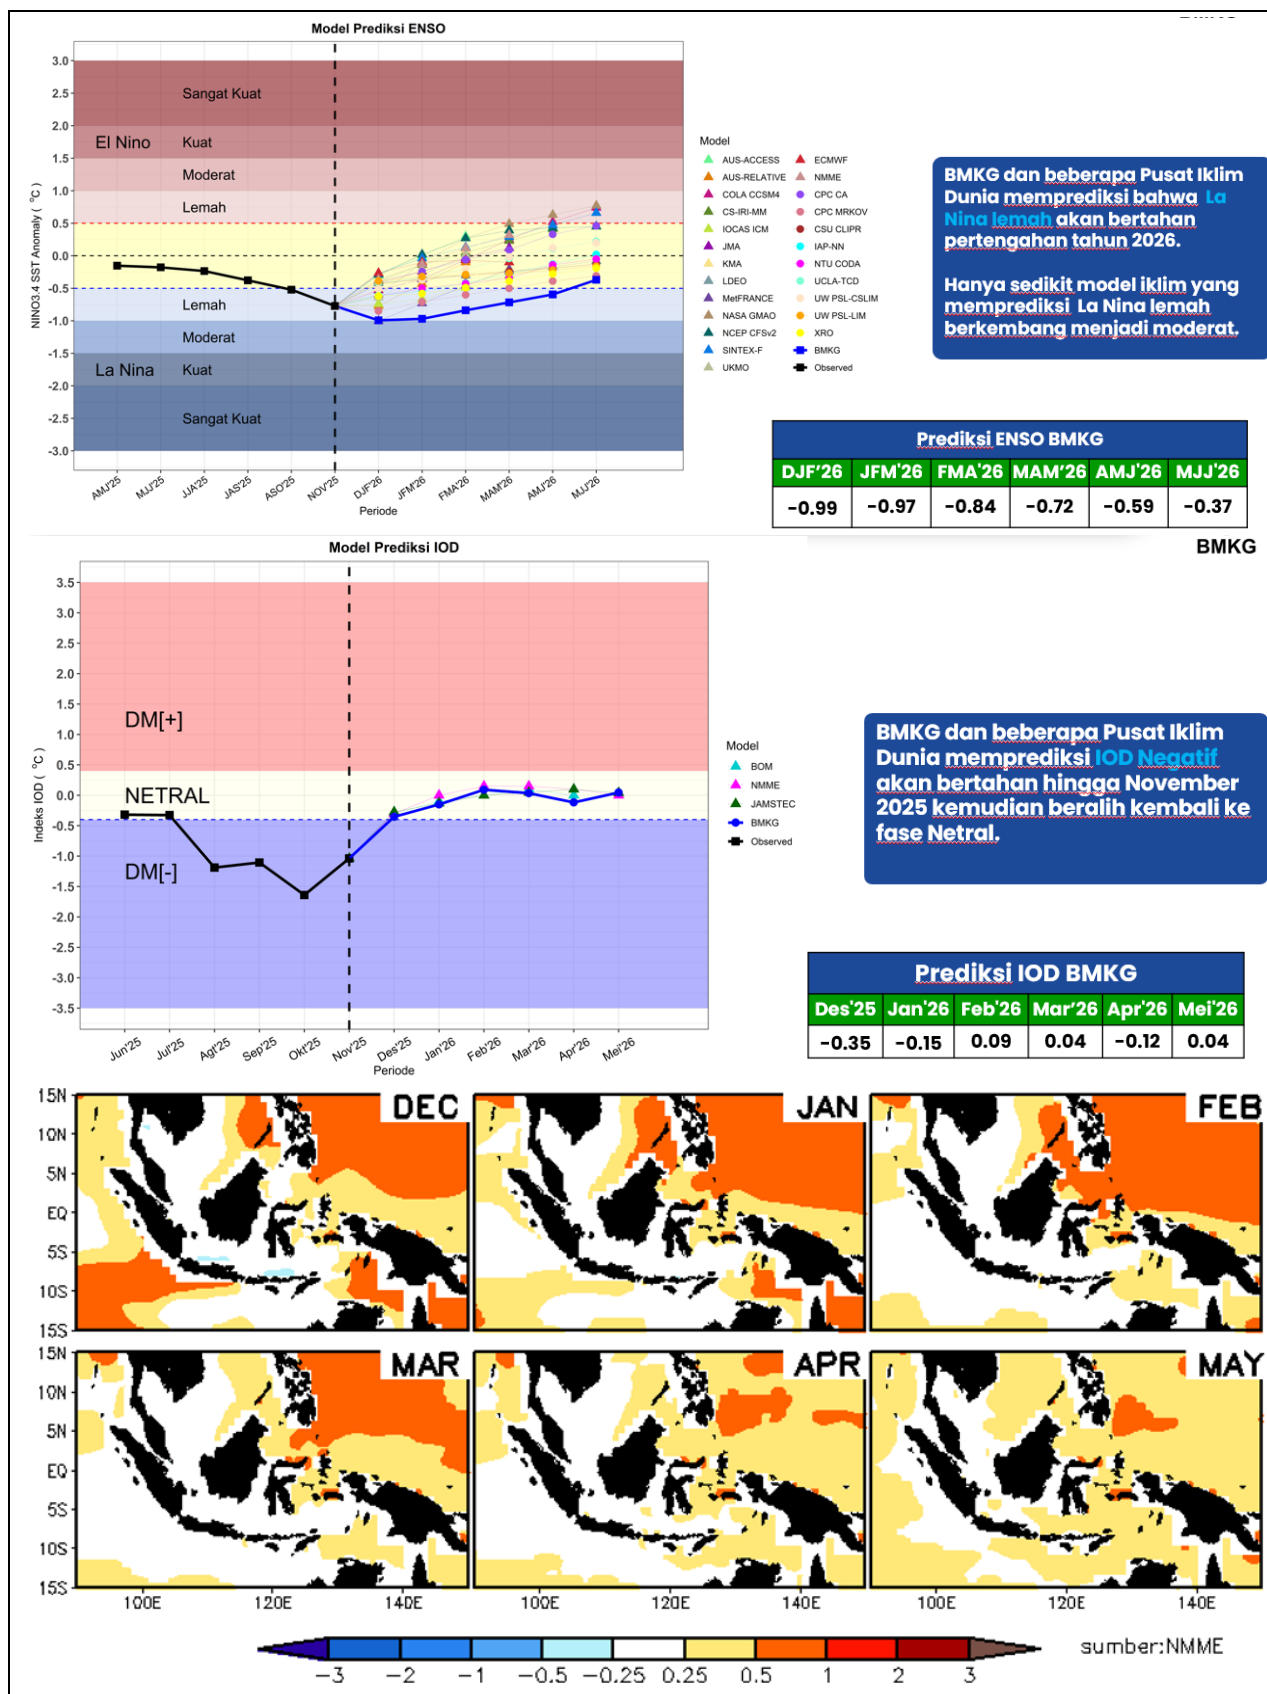 Model Prediksi ENSO
3.0
2.5
2.0
1.5
1.0
0.5
0.0
-0.5
-1.0
-1.5
-2.0
-2.5
-3.0
NINO3.4 SST Anomaly ( °C)
Sangat Kuat
El Nino
Kuat
Moderat
Lemah
Lemah
Moderat
La Nina
Kuat
Sangat Kuat
AMJ'25
MJJ'25
JJA'25
JAS'25
ASO'25
NOV'25
DJF'26
JFM'26
FMA'26
MAM'26
AMJ'26
MJJ'26
Periode
Model
AUS-ACCESS
AUS-RELATIVE
COLA CCSM4
CS-IRI-MM
IOCAS ICM
JMA
KMA
LDEO
MetFRANCE
NASA GMAO
NCEP CFSv2
SINTEX-F
UKMO
ECMWF
NMME
CPC CA
CPC MRKOV
CSU CLIPR
IAP-NN
NTU CODA
UCLA-TCD
UW PSL-CSLIM
UW PSL-LIM
XRO
BMKG
Observed
BMKG dan beberapa Pusat Iklim
Dunia memprediksi bahwa La
Nina lemah akan bertahan
pertengahan tahun 2026.
Hanya sedikit model iklim yang
memprediksi La Nina lemah
berkembang menjadi moderat.
Prediksi ENSO BMKG
DJF’26 JFM'26 FMA'26 MAM’26 AMJ'26 MJJ'26
-0.99 -0.97 -0.84 -0.72 -0.59 -0.37
Model Prediksi IOD
BMKG
3.5
3.0
2.5
2.0
1.5
1.0
0.5
0.0
-0.5
-1.0
-1.5
-2.0
-2.5
-3.0
-3.5
Indeks IOD ( °C)
DM[+]
NETRAL
DM[-]
Jun'25
Jul'25
Agt'25
Sep'25
Okt'25
Nov'25
Des'25
Jan'26
Feb'26
Mar'26
Apr'26
Mei'26
Periode
Model
BOM
NMME
JAMSTEC
BMKG
Observed
BMKG dan beberapa Pusat Iklim
Dunia memprediksi IOD Negatif
akan bertahan hingga November
2025 kemudian beralih kembali ke
fase Netral.
Prediksi IOD BMKG
Des'25 Jan'26 Feb'26 Mar’26 Apr'26 Mei'26
-0.35 -0.15 0.09 0.04 -0.12 0.04
15N
10N
5N
EQ
5S
10S
15S
DEC
JAN
FEB
15N
10N
5N
EQ
5S
10S
15S
MAR
APR
MAY
100E 120E 140E
100E 120E 140E
100E 120E 140E
-3 -2 -1 -0.5 -0.25 0.25 0.5 1 2 3
sumber:NMME